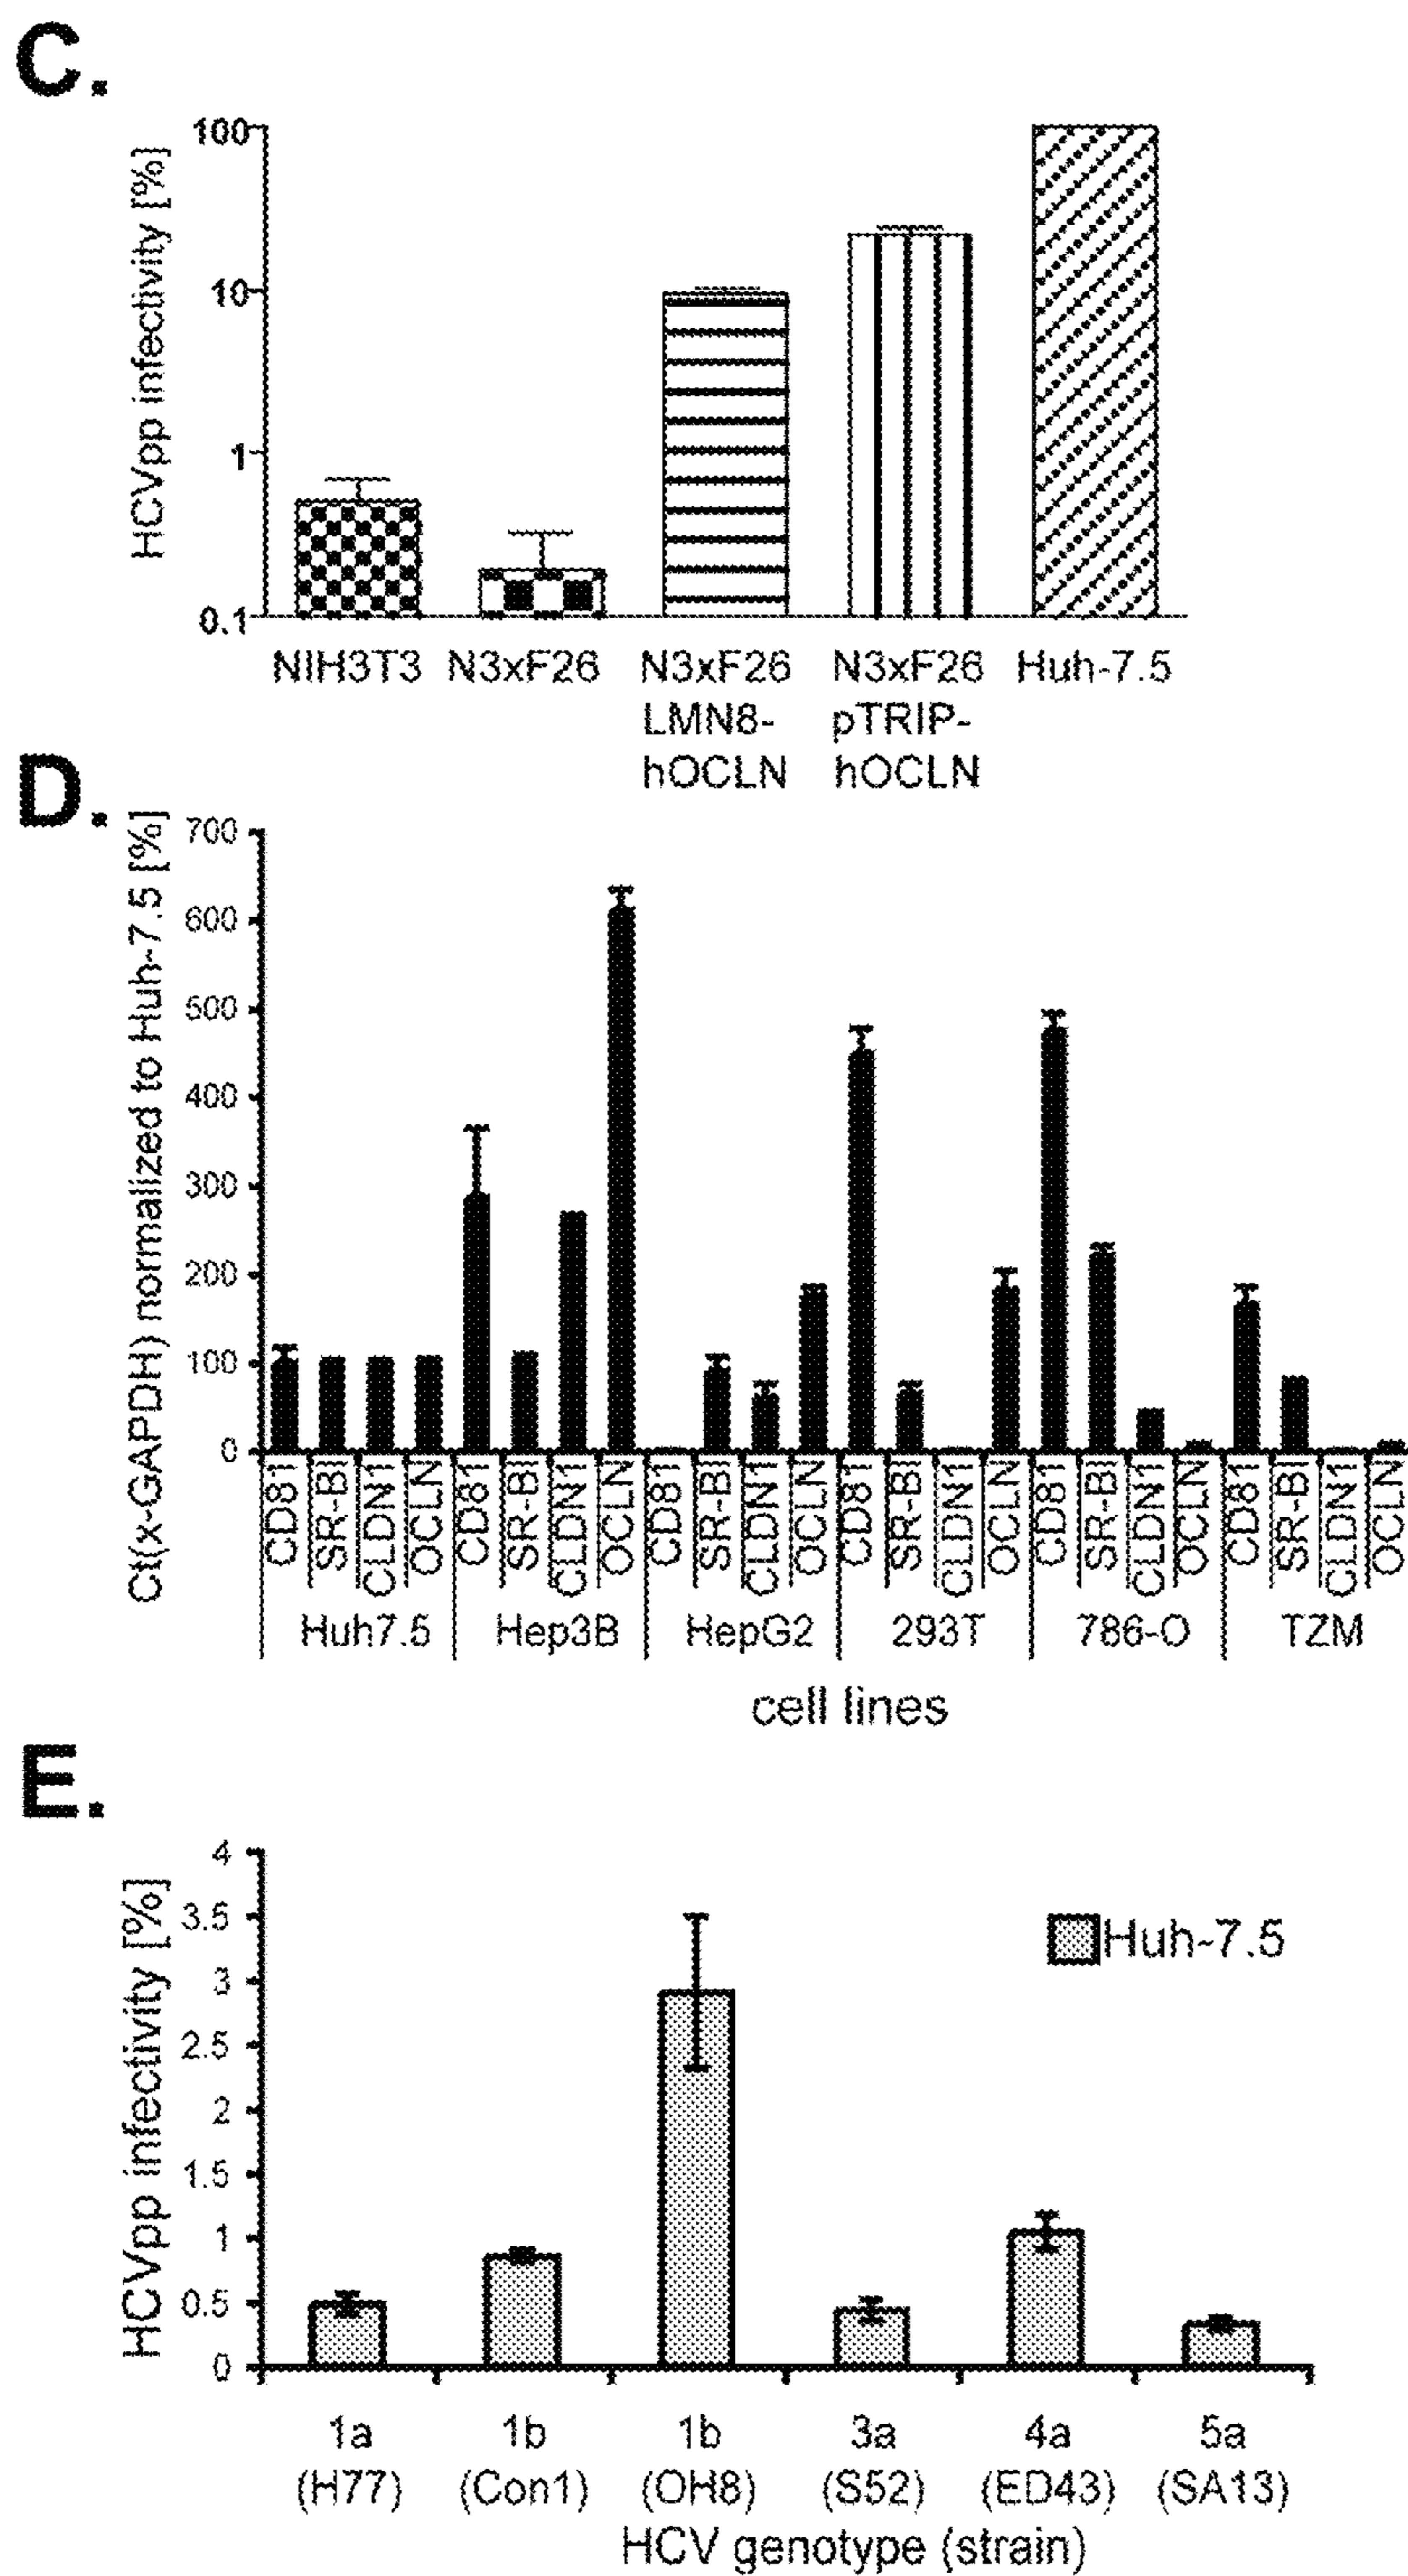 C.
HCVpp infectivity [%]
100
10
1
0.1
NIH3T3 N3xF26 N3xF26 N3xF26 Huh-7.5
LMN8- pTRIP-
hOCLN hOCLN
D.
Ct(x-GAPDH) normalized to Huh-7.5 [%]
700
600
500
400
300
200
100
0
CD81 SR-BI CLDN1 OCLN CD81 SR-BI CLDN1 OCLN CD81 SR-BI CLDN1 OCLN CD81 SR-BI CLDN1 OCLN CD81 SR-BI CLDN1 OCLN CD81 SR-BI CLDN1 OCLN
Huh7.5 Hep3B HepG2 293T 786-O TZM
cell lines
E.
HCVpp infectivity [%]
4
3.5
3
2.5
2
1.5
1
0.5
0
Huh-7.5
1a 1b 1b 3a 4a 5a
(H77) (Con1) (OH8) (S52) (ED43) (SA13)
HCV genotype (strain)